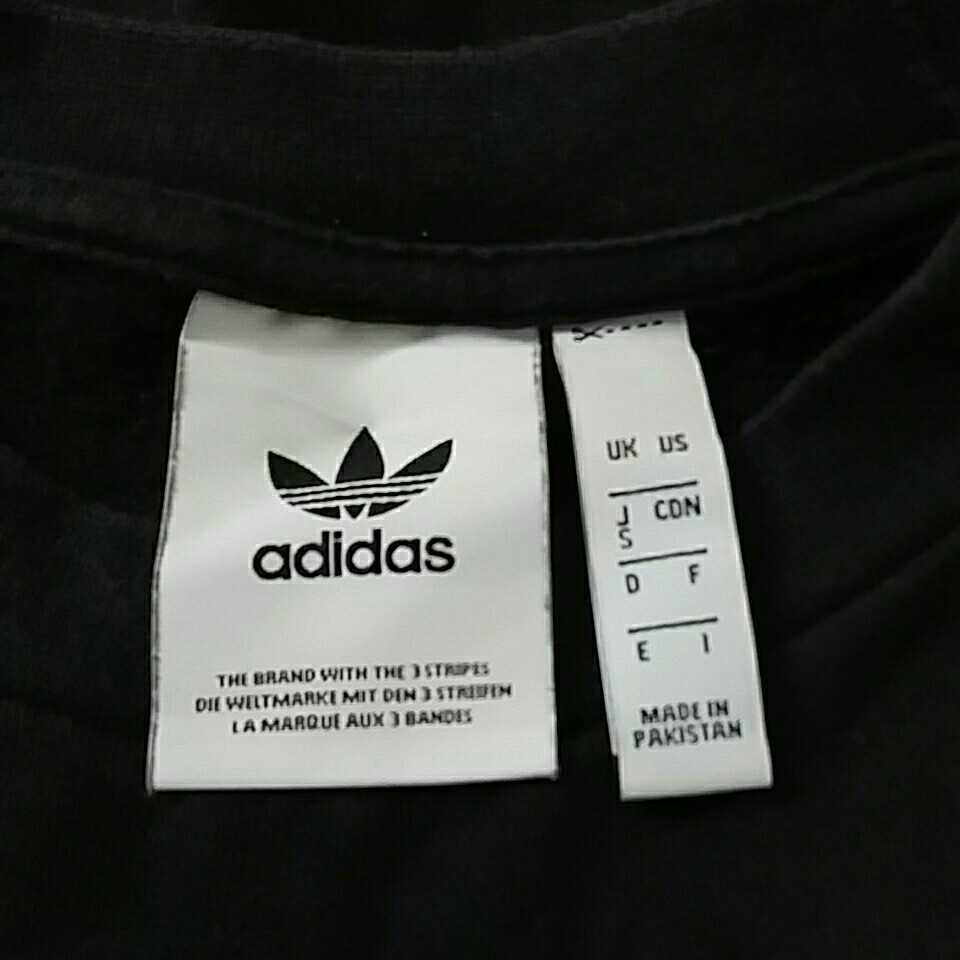 adidas
THE BRAND WITH THE 3 STRIPES
DIE WELTMARKE MIT DEN 3 STREIFEN
LA MARQUE AUX 3 BANDES
UK US
J CDN
S
D F
E I
MADE IN
PAKISTAN